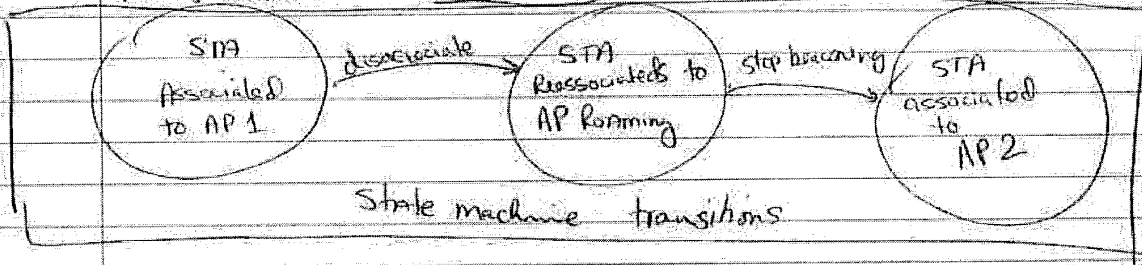 STA
Associated
to AP 1
disassociate
STA
Reassociateds to
AP Roaming
stop beaconing
STA
associated
to
AP 2
State machine transitions